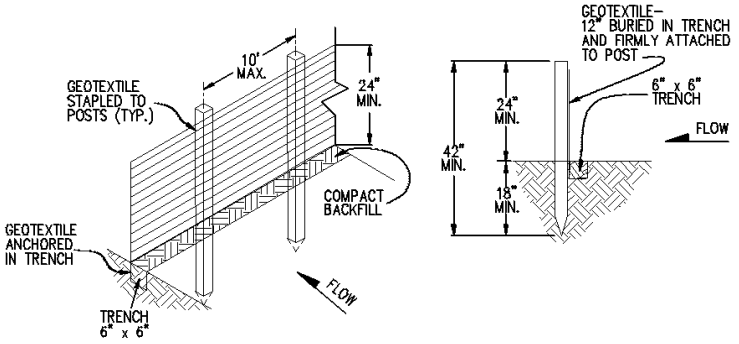 10'
MAX.
GEOTEXTILE
STAPLED TO
POSTS (TYP.)
24"
MIN.
COMPACT
BACKFILL
GEOTEXTILE
ANCHORED
IN TRENCH
TRENCH
6" x 6"
FLOW
GEOTEXTILE-
12" BURIED IN TRENCH
AND FIRMLY ATTACHED
TO POST
6" x 6"
TRENCH
FLOW
24"
MIN.
42"
MIN.
18"
MIN.